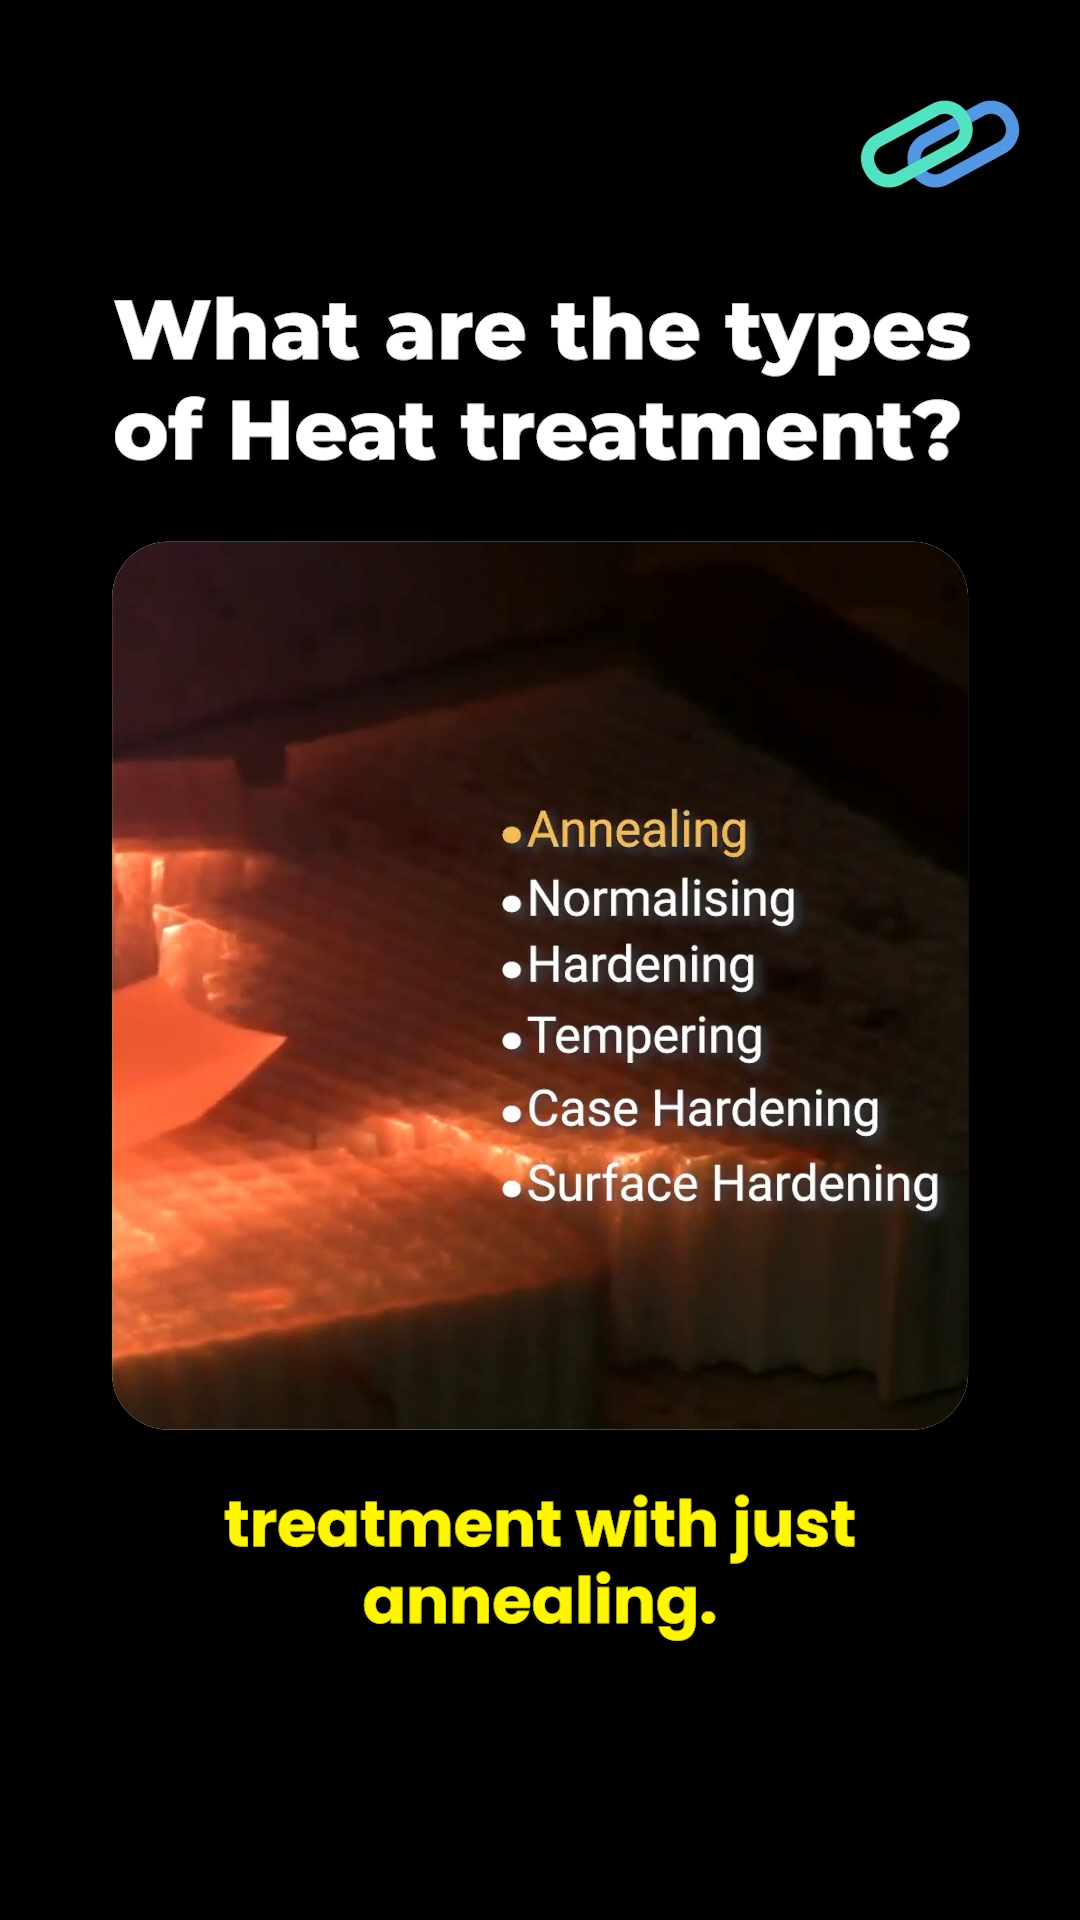 What are the types
of Heat treatment?
•Annealing
•Normalising
•Hardening
•Tempering
•Case Hardening
•Surface Hardening
treatment with just
annealing.